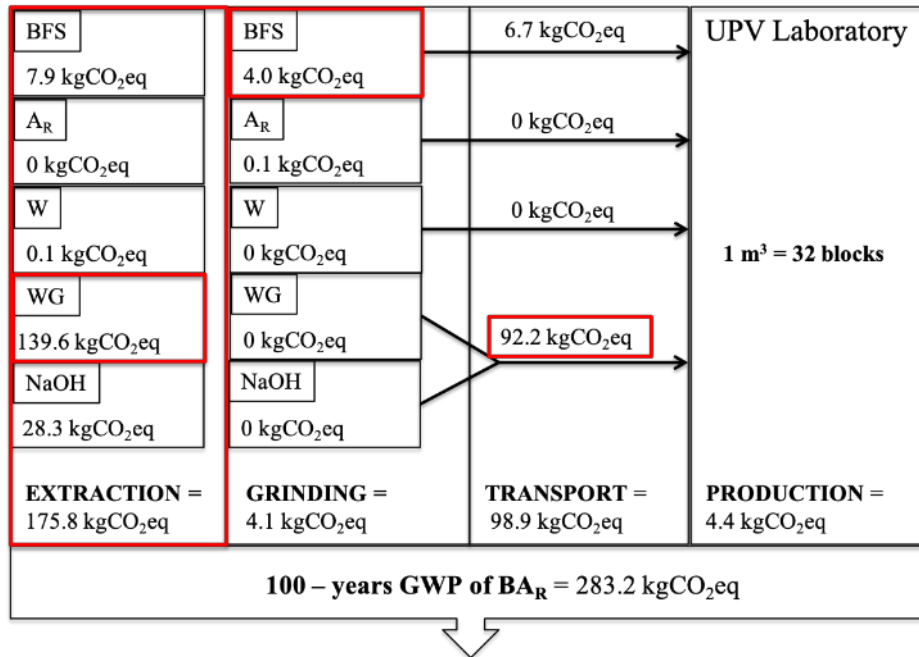 BFS
7.9 kgCO₂eq
A_R
0 kgCO₂eq
W
0.1 kgCO₂eq
WG
139.6 kgCO₂eq
NaOH
28.3 kgCO₂eq
EXTRACTION =
175.8 kgCO₂eq
BFS
4.0 kgCO₂eq
A_R
0.1 kgCO₂eq
W
0 kgCO₂eq
WG
0 kgCO₂eq
NaOH
0 kgCO₂eq
GRINDING =
4.1 kgCO₂eq
6.7 kgCO₂eq
0 kgCO₂eq
0 kgCO₂eq
92.2 kgCO₂eq
TRANSPORT =
98.9 kgCO₂eq
UPV Laboratory
1 m³ = 32 blocks
PRODUCTION =
4.4 kgCO₂eq
100 – years GWP of BA_R = 283.2 kgCO₂eq